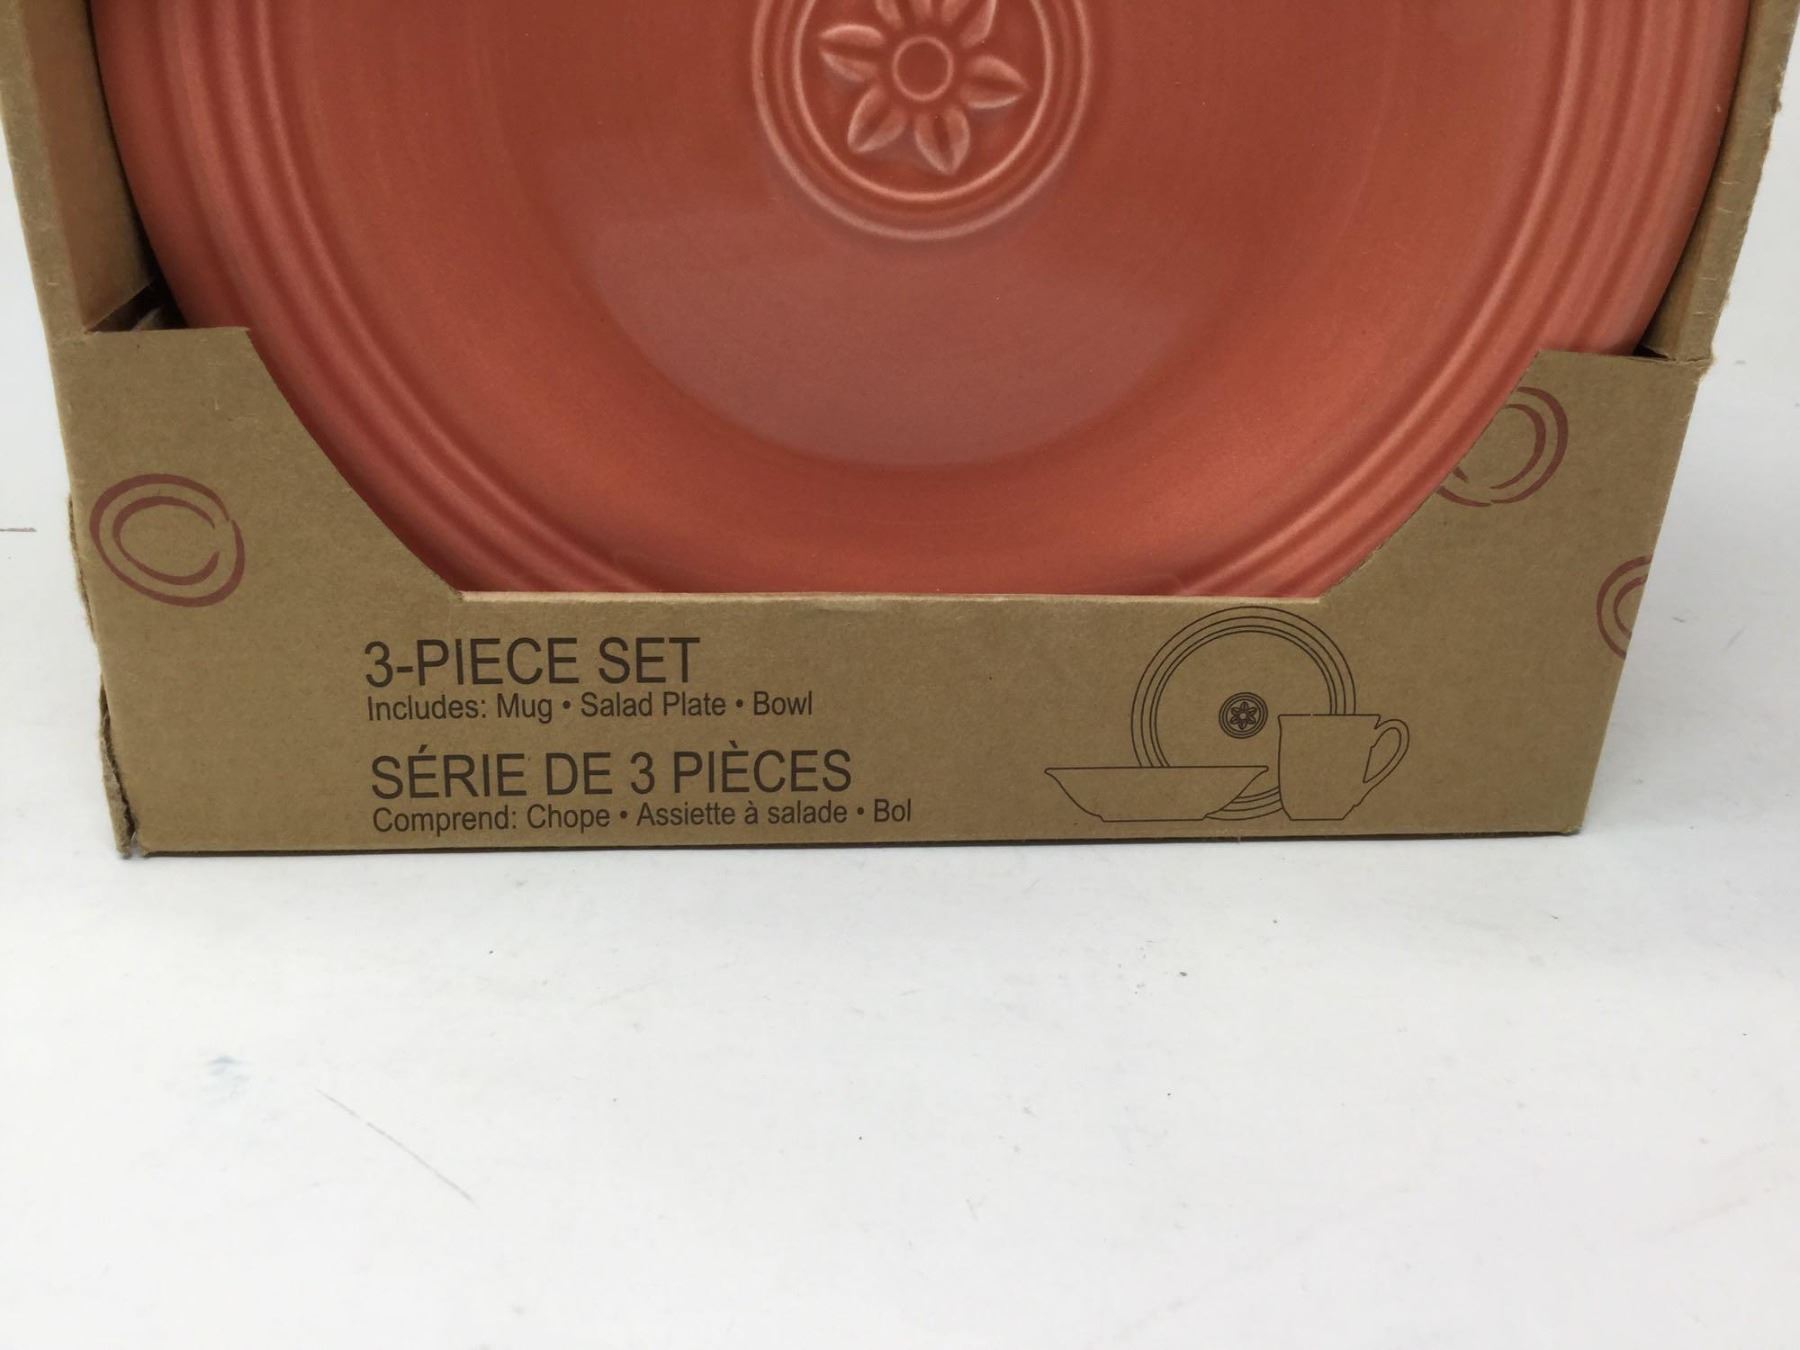 3-PIECE SET
Includes: Mug • Salad Plate • Bowl
SÉRIE DE 3 PIÈCES
Comprend: Chope • Assiette à salade • Bol